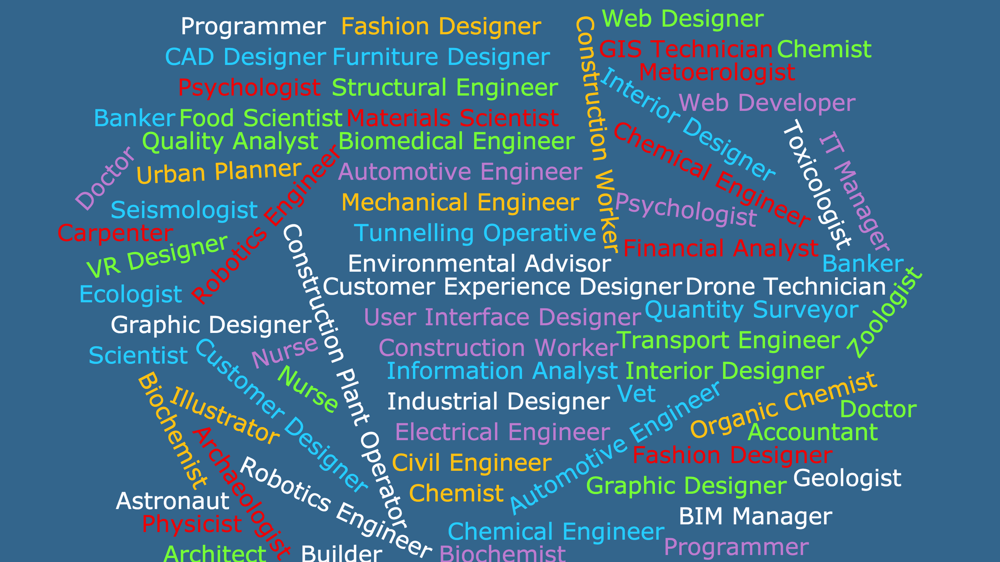 Programmer
Fashion Designer
Web Designer
CAD Designer
Furniture Designer
Construction Worker
GIS Technician
Chemist
Metoerologist
Psychologist
Structural Engineer
Interior Designer
Web Developer
Banker
Food Scientist
Materials Scientist
Quality Analyst
Biomedical Engineer
Chemical Engineer
Toxicologist
IT Manager
Doctor
Urban Planner
Robotics Engineer
Automotive Engineer
Mechanical Engineer
Psychologist
Seismologist
Carpenter
Tunnelling Operative
Financial Analyst
VR Designer
Construction Plant Operator
Environmental Advisor
Banker
Ecologist
Customer Experience Designer
Drone Technician
Zoologist
Graphic Designer
User Interface Designer
Quantity Surveyor
Scientist
Customer Designer
Nurse
Construction Worker
Transport Engineer
Nurse
Information Analyst
Interior Designer
Biochemist
Illustrator
Industrial Designer
Vet
Organic Chemist
Doctor
Electrical Engineer
Automotive Engineer
Accountant
Archaeologist
Robotics Engineer
Civil Engineer
Fashion Designer
Geologist
Astronaut
Chemist
Graphic Designer
Physicist
Chemical Engineer
BIM Manager
Architect
Builder
Biochemist
Programmer